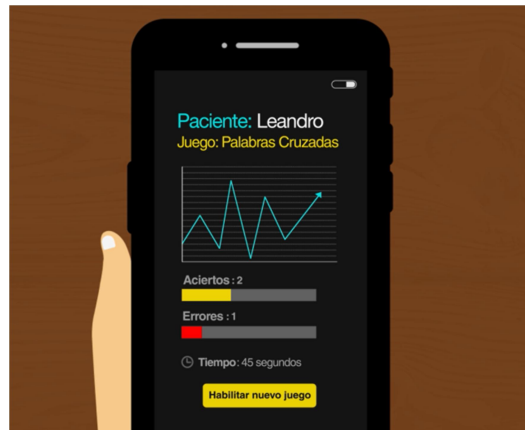 Paciente: Leandro
Juego: Palabras Cruzadas
Aciertos : 2
Errores : 1
Tiempo: 45 segundos
Habilitar nuevo juego